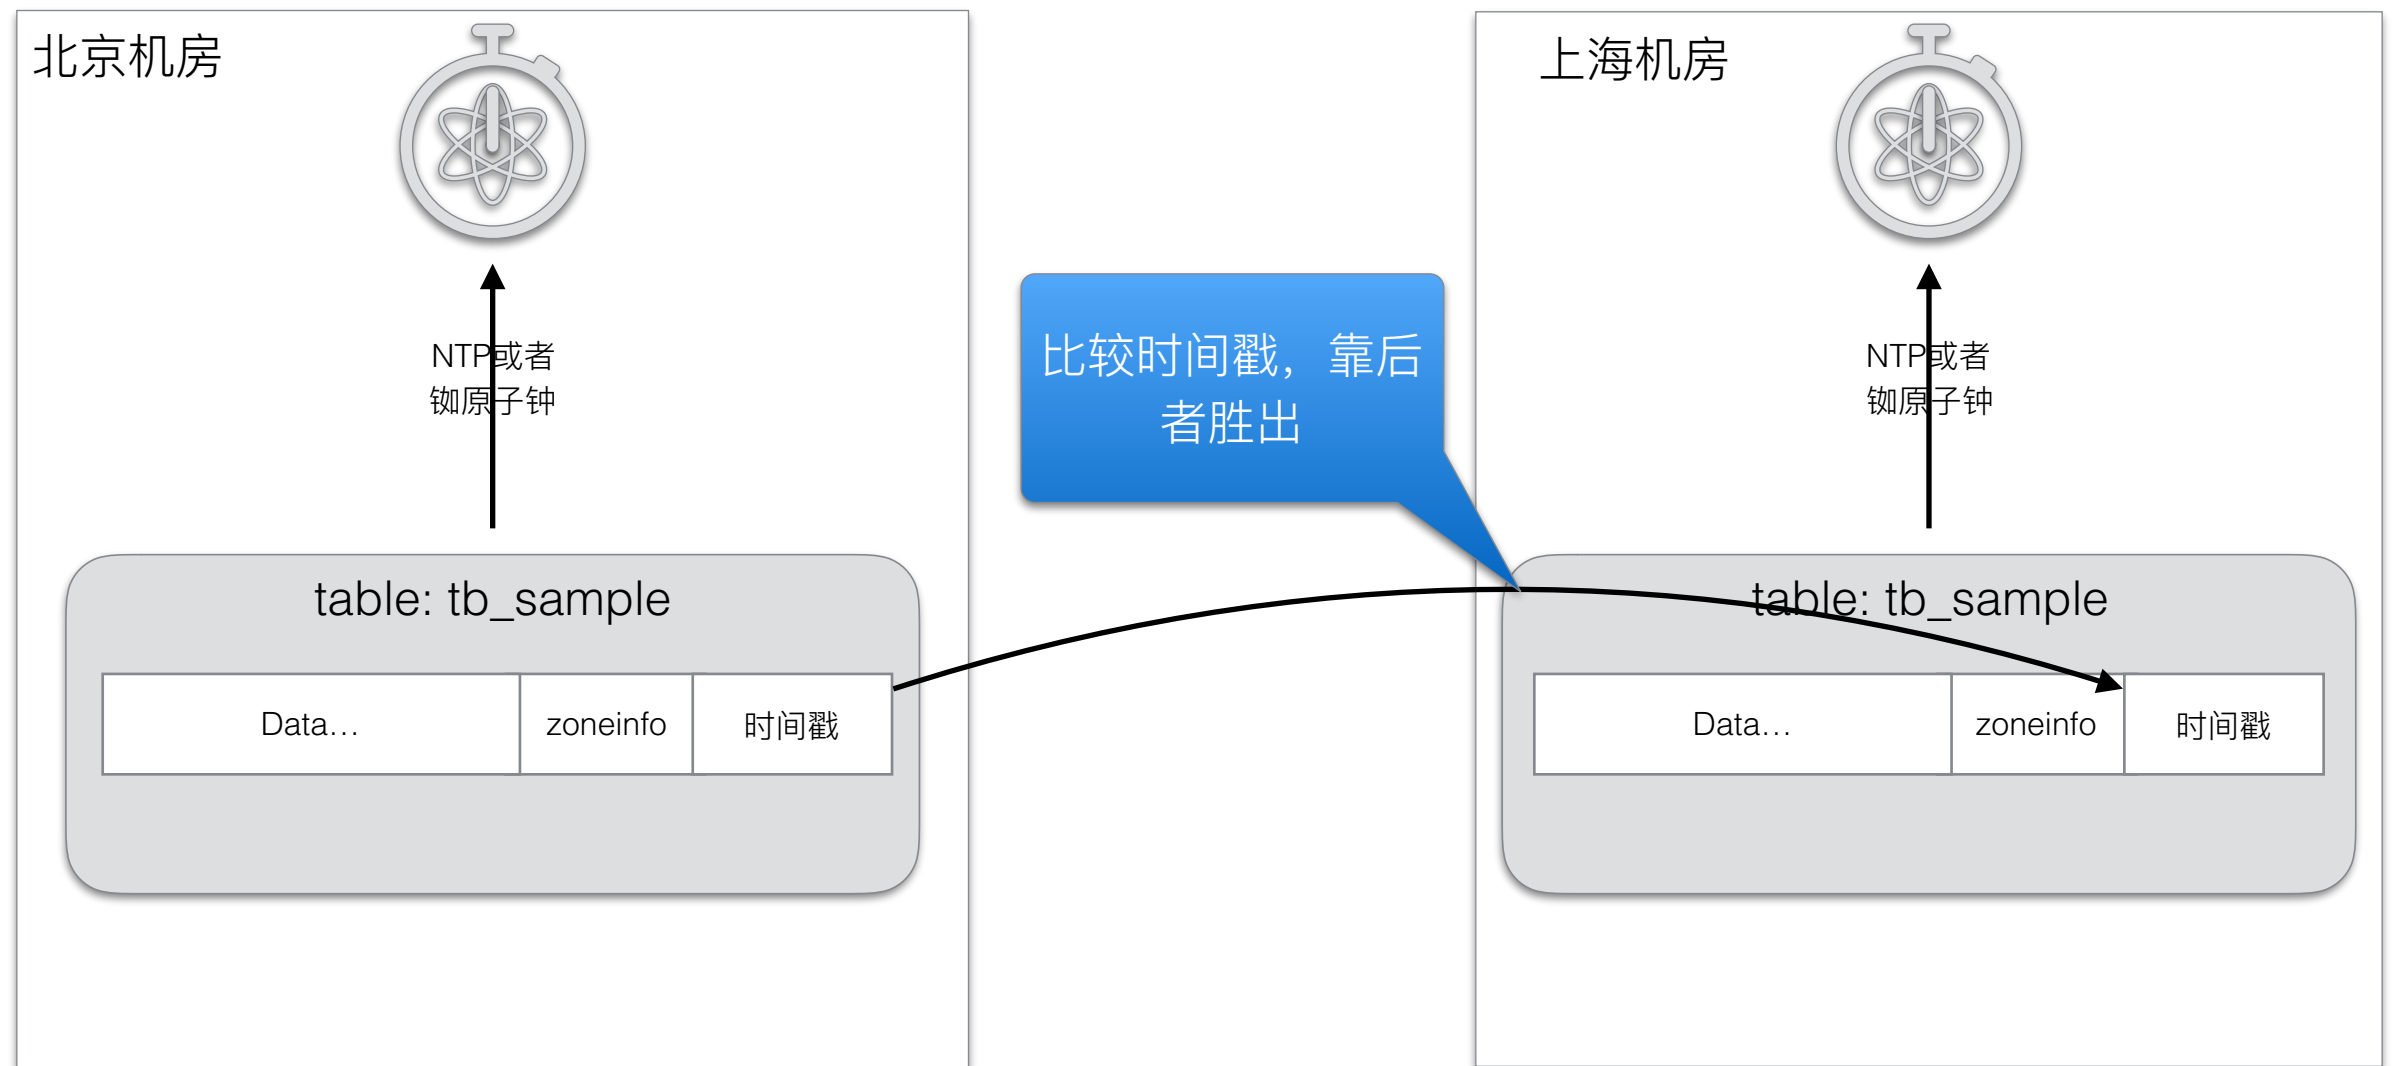 北京机房
上海机房
NTP或者
铷原子钟
比较时间戳，靠后
者胜出
NTP或者
铷原子钟
table: tb_sample
Data…
zoneinfo
时间戳
table: tb_sample
Data…
zoneinfo
时间戳